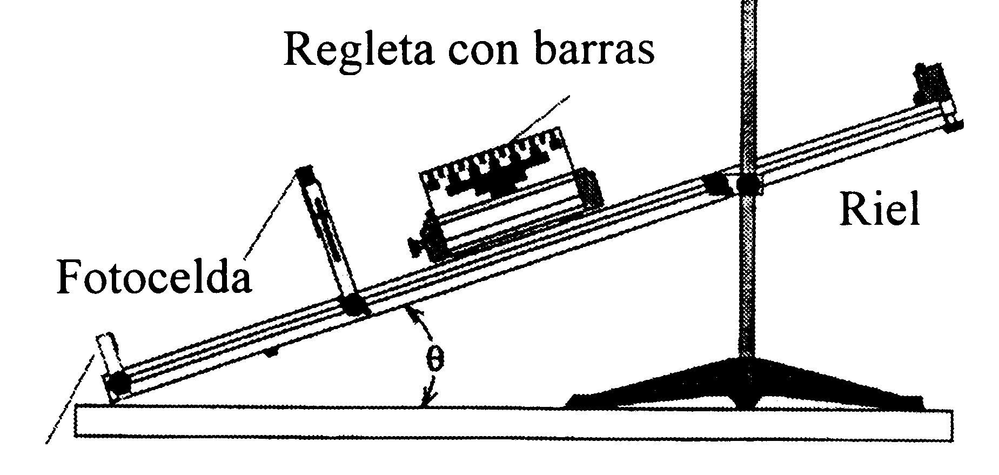 Regleta con barras
Riel
Fotocelda
θ